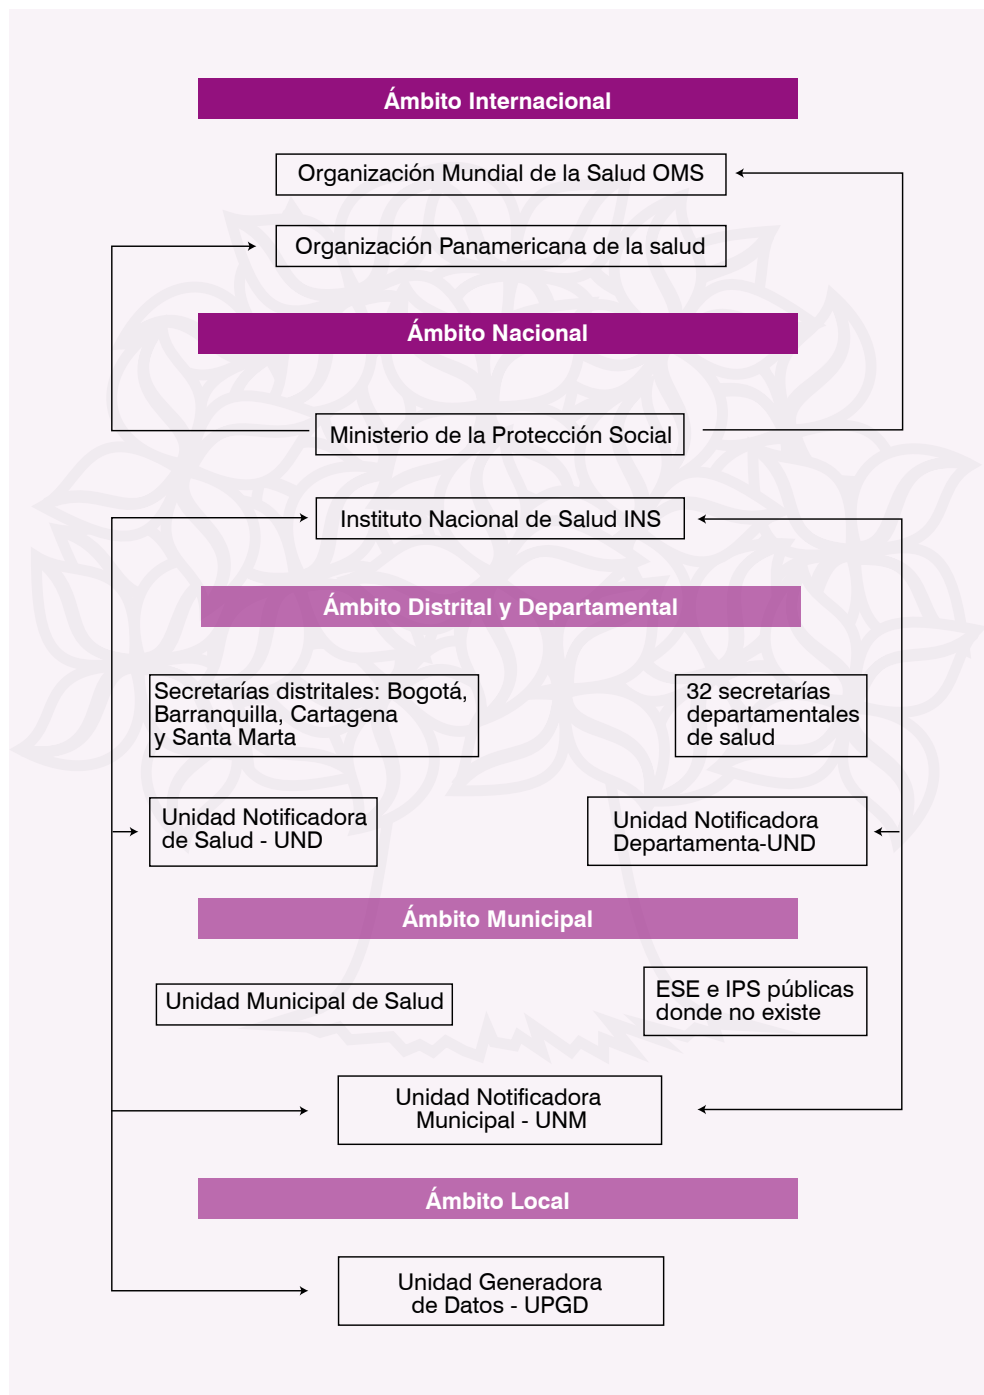 Ámbito Internacional
Organización Mundial de la Salud OMS
Organización Panamericana de la salud
Ámbito Nacional
Ministerio de la Protección Social
Instituto Nacional de Salud INS
Ámbito Distrital y Departamental
Secretarías distritales: Bogotá,
Barranquilla, Cartagena
y Santa Marta
32 secretarías
departamentales
de salud
Unidad Notificadora
de Salud - UND
Unidad Notificadora
Departamenta-UND
Ámbito Municipal
Unidad Municipal de Salud
ESE e IPS públicas
donde no existe
Unidad Notificadora
Municipal - UNM
Ámbito Local
Unidad Generadora
de Datos - UPGD